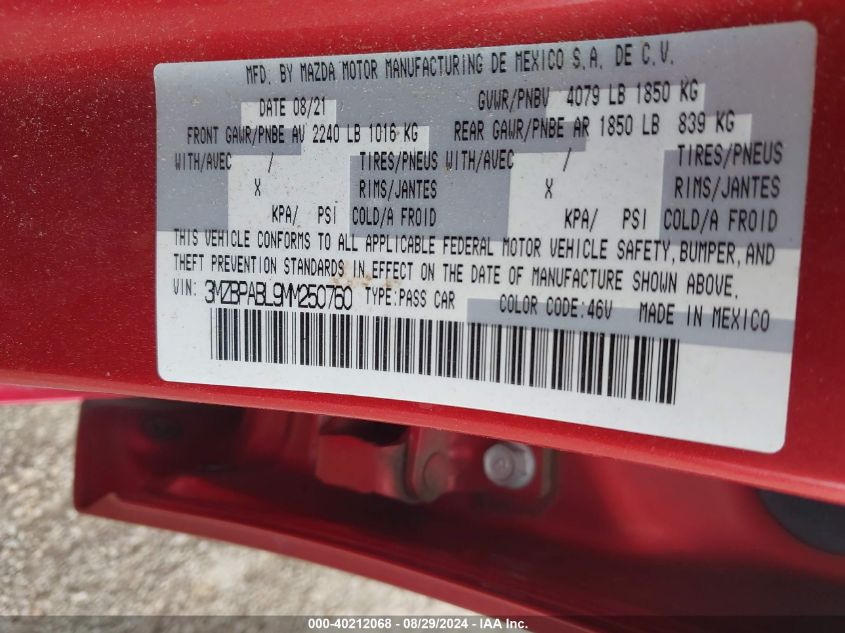 MFD. BY MAZDA MOTOR MANUFACTURING DE MEXICO S.A. DE C.V.
DATE 08/21 GVWR/PNBV 4079 LB 1850 KG
FRONT GAWR/PNBE AV 2240 LB 1016 KG REAR GAWR/PNBE AR 1850 LB 839 KG
WITH/AVEC / TIRES/PNEUS WITH/AVEC / TIRES/PNEUS
X RIMS/JANTES X RIMS/JANTES
KPA/ PSI COLD/A FROID KPA/ PSI COLD/A FROID
THIS VEHICLE CONFORMS TO ALL APPLICABLE FEDERAL MOTOR VEHICLE SAFETY, BUMPER, AND
THEFT PREVENTION STANDARDS IN EFFECT ON THE DATE OF MANUFACTURE SHOWN ABOVE.
VIN: 3MZBPABL9MM250760 TYPE:PASS CAR COLOR CODE:46V MADE IN MEXICO
000-40212068 - 08/29/2024 - IAA Inc.